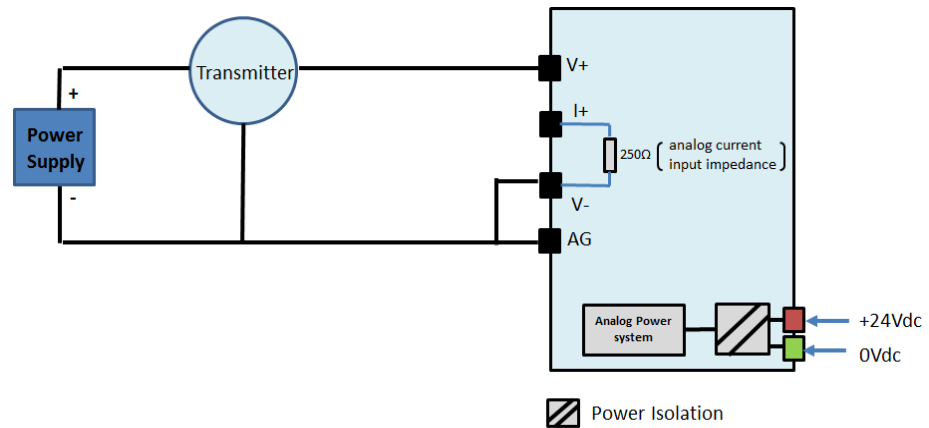 Transmitter
V+
+
I+
Power
Supply
250Ω ( analog current
input impedance )
-
V-
AG
Analog Power
system
+24Vdc
0Vdc
Power Isolation